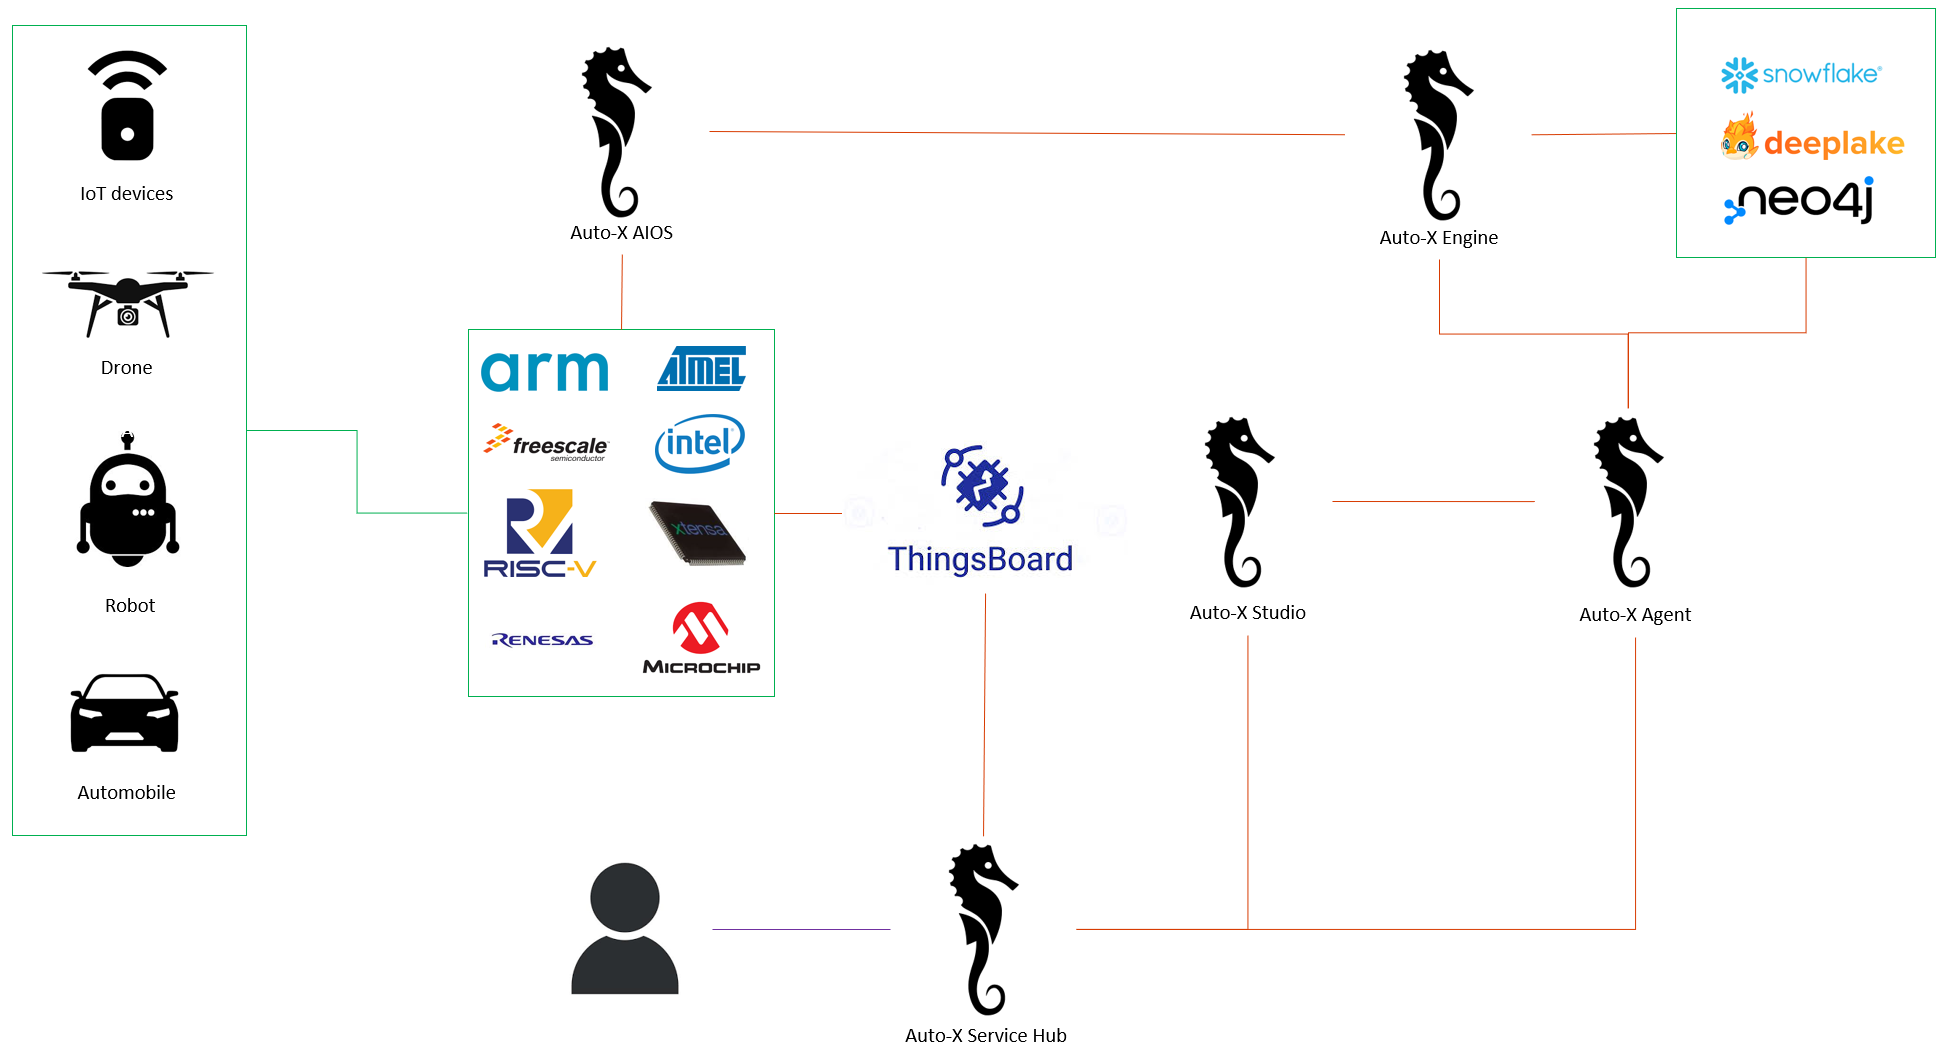 IoT devices
Drone
Robot
Automobile
Auto-X AIOS
arm
ATMEL
freescale
semiconductor
intel
RISC-V
xtensa
RENESAS
MICROCHIP
ThingsBoard
Auto-X Engine
snowflake®
deeplake
neo4j
Auto-X Studio
Auto-X Agent
Auto-X Service Hub